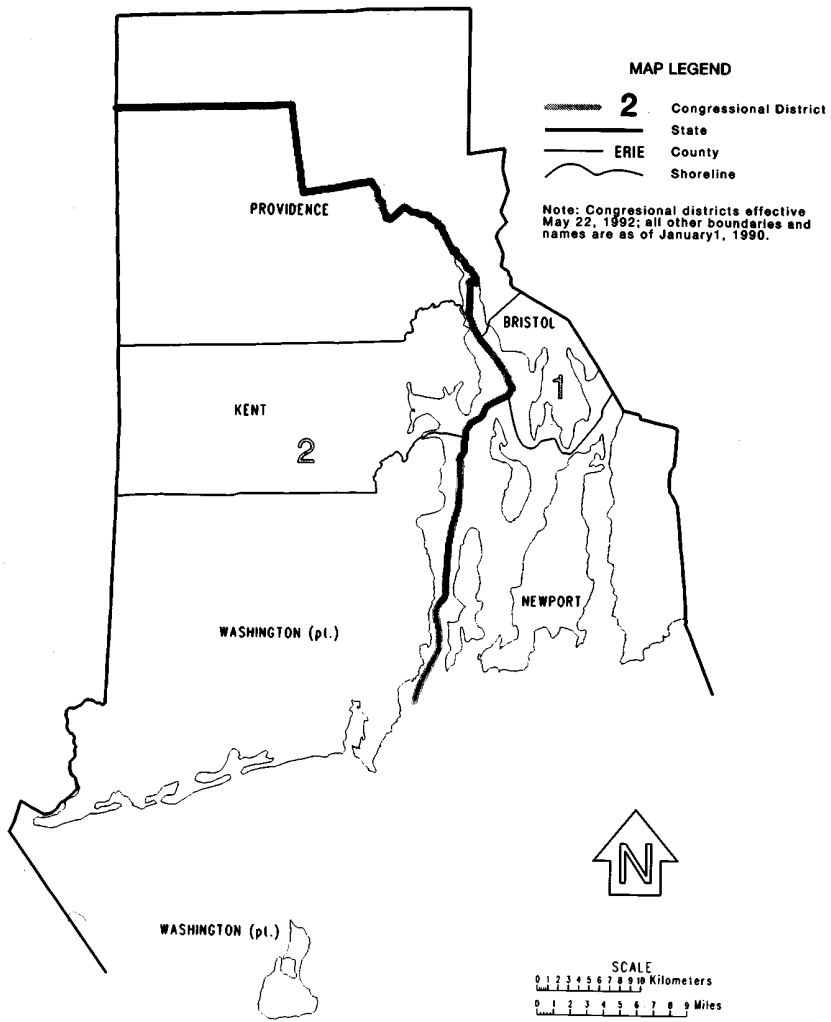 MAP LEGEND
2 Congressional District
State
ERIE County
Shoreline
Note: Congresional districts effective
May 22, 1992; all other boundaries and
names are as of January1, 1990.
PROVIDENCE
BRISTOL
1
KENT
2
NEWPORT
WASHINGTON (pt.)
N
WASHINGTON (pt.)
SCALE
0 1 2 3 4 5 6 7 8 9 10 Kilometers
0 1 2 3 4 5 6 7 8 9 Miles